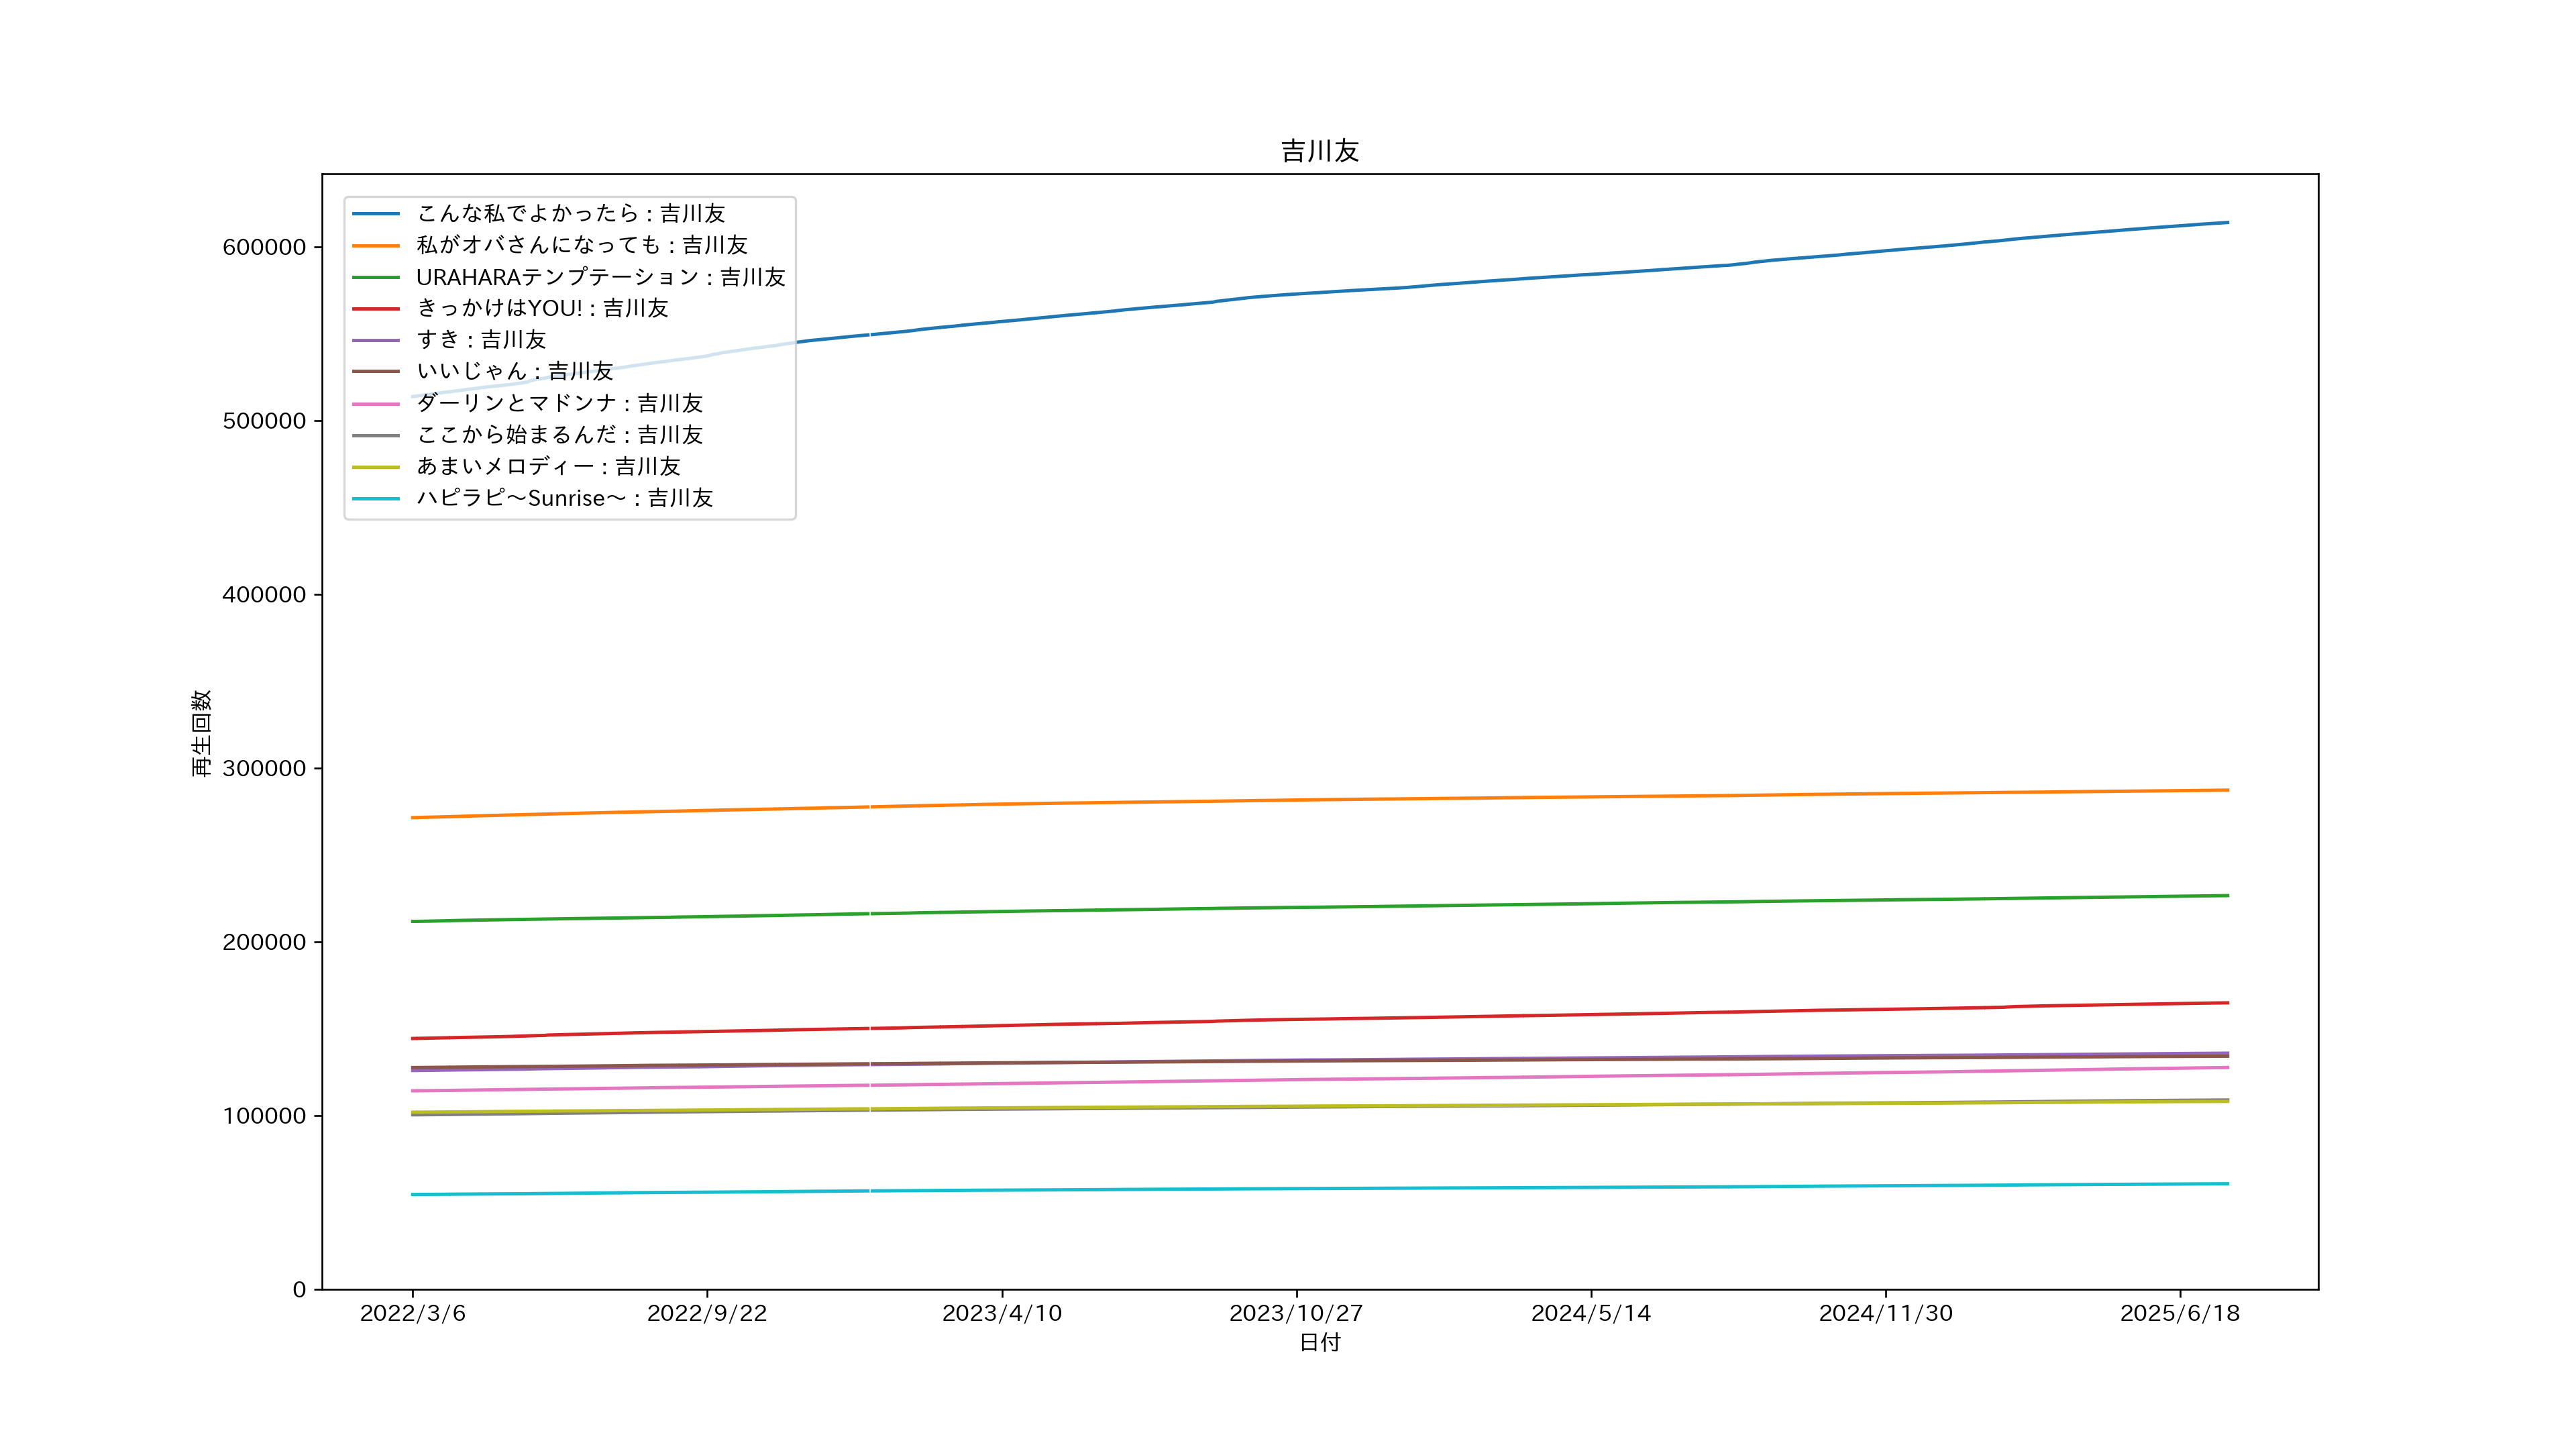 吉川友
こんな私でよかったら : 吉川友
私がオバさんになっても : 吉川友
URAHARAテンプテーション : 吉川友
きっかけはYOU! : 吉川友
すき : 吉川友
いいじゃん : 吉川友
ダーリンとマドンナ : 吉川友
ここから始まるんだ : 吉川友
あまいメロディー : 吉川友
ハピラピ〜Sunrise〜 : 吉川友
600000
500000
400000
300000
200000
100000
0
再生回数
2022/3/6
2022/9/22
2023/4/10
2023/10/27
2024/5/14
2024/11/30
2025/6/18
日付